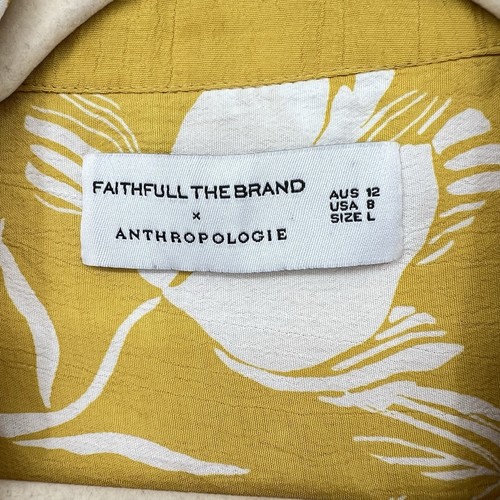 FAITHFULL THE BRAND
×
ANTHROPOLOGIE
AUS 12
USA 8
SIZE L